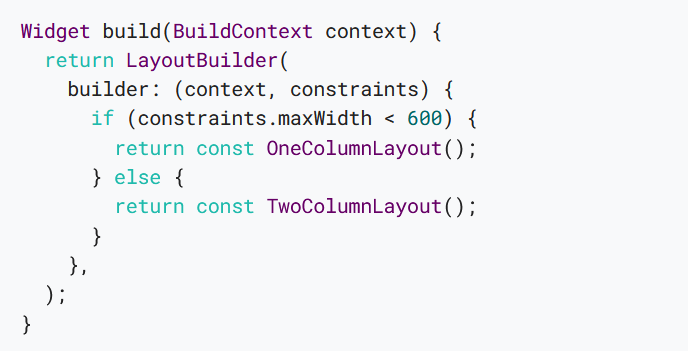 Widget build(BuildContext context) {
  return LayoutBuilder(
    builder: (context, constraints) {
      if (constraints.maxWidth < 600) {
        return const OneColumnLayout();
      } else {
        return const TwoColumnLayout();
      }
    },
  );
}